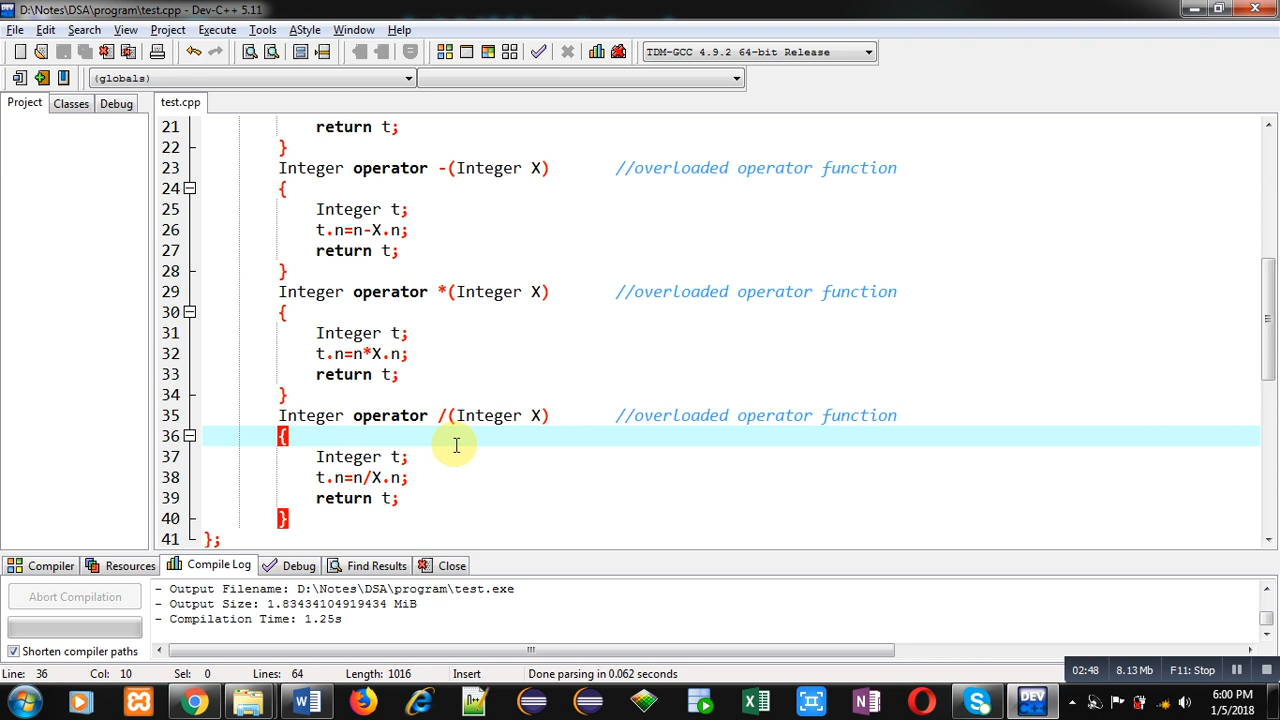 D:\Notes\DSA\program\test.cpp - Dev-C++ 5.11
File Edit Search View Project Execute Tools AStyle Window Help
TDM-GCC 4.9.2 64-bit Release
(globals)
Project Classes Debug test.cpp
21 return t;
22 }
23 Integer operator -(Integer X) //overloaded operator function
24 {
25 Integer t;
26 t.n=n-X.n;
27 return t;
28 }
29 Integer operator *(Integer X) //overloaded operator function
30 {
31 Integer t;
32 t.n=n*X.n;
33 return t;
34 }
35 Integer operator /(Integer X) //overloaded operator function
36 {
37 Integer t;
38 t.n=n/X.n;
39 return t;
40 }
41 };
Compiler Resources Compile Log Debug Find Results Close
Abort Compilation
- Output Filename: D:\Notes\DSA\program\test.exe
- Output Size: 1.83434104919434 MiB
- Compilation Time: 1.25s
Shorten compiler paths
Line: 36 Col: 10 Sel: 0 Lines: 64 Length: 1016 Insert Done parsing in 0.062 seconds
02:48 8.13 Mb F11: Stop
DEV
6:00 PM
1/5/2018